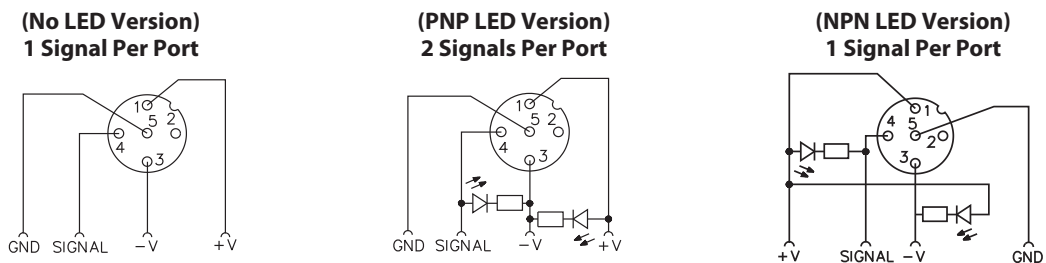 (No LED Version)
1 Signal Per Port
1
2
5
4
3
GND SIGNAL -V +V
(PNP LED Version)
2 Signals Per Port
1
2
5
4
3
GND SIGNAL -V +V
(NPN LED Version)
1 Signal Per Port
1
4
5
2
3
+V SIGNAL -V GND